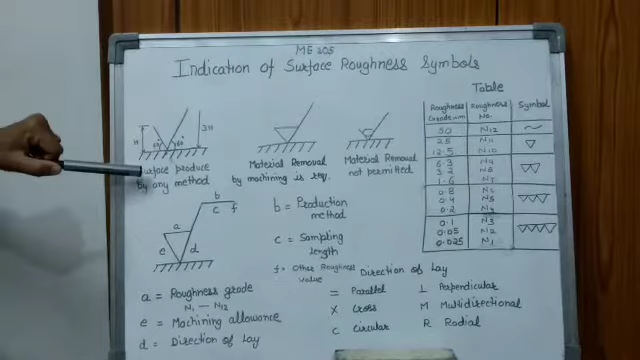 ME 205
Indication of Surface Roughness Symbols
Table
H
60°
60°
3H
Surface produce
by any method
Material Removal
by machining is req.
Material Removal
not permitted
Roughness
Grade
Roughness
No.
Symbol
50 N12
25 N11
12.5 N10
6.3 N9
3.2 N8
1.6 N7
0.8 N6
0.4 N5
0.2 N4
0.1 N3
0.05 N2
0.025 N1
b
c f
a
e d
b = Production
method
c = Sampling
length
f = Other Roughness
value
a = Roughness grade
N1 — N12
e = Machining allowance
d = Direction of Lay
Direction of Lay
= Parallel
X Cross
C Circular
⊥ Perpendicular
M Multidirectional
R Radial